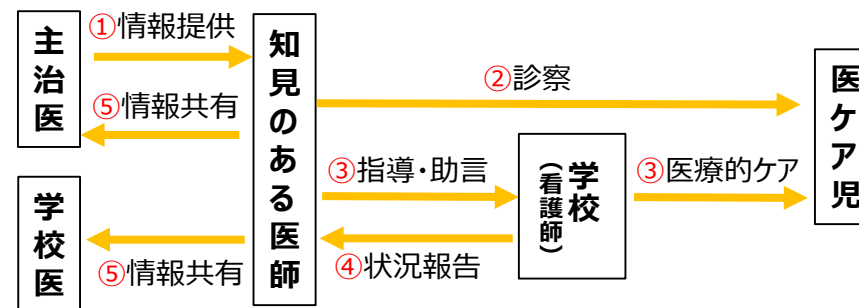 主治医
①情報提供
⑤情報共有
知見のある医師
②診察
医ケア児
③指導・助言
学校
（看護師）
③医療的ケア
④状況報告
学校医
⑤情報共有